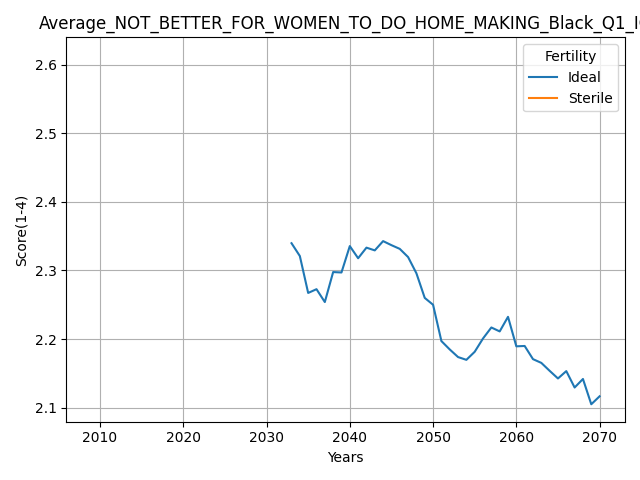 Average_NOT_BETTER_FOR_WOMEN_TO_DO_HOME_MAKING_Black_Q1_I
Fertility
Ideal
Sterile
2.6
2.5
2.4
2.3
2.2
2.1
Score(1-4)
2010 2020 2030 2040 2050 2060 2070
Years